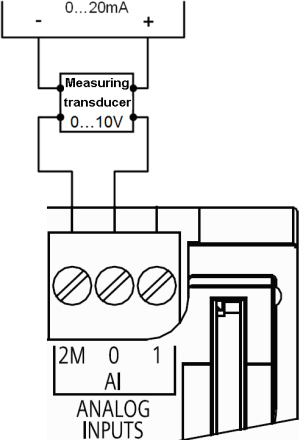 0...20mA
- +
Measuring
transducer
0...10V
2M 0 1
AI
ANALOG
INPUTS